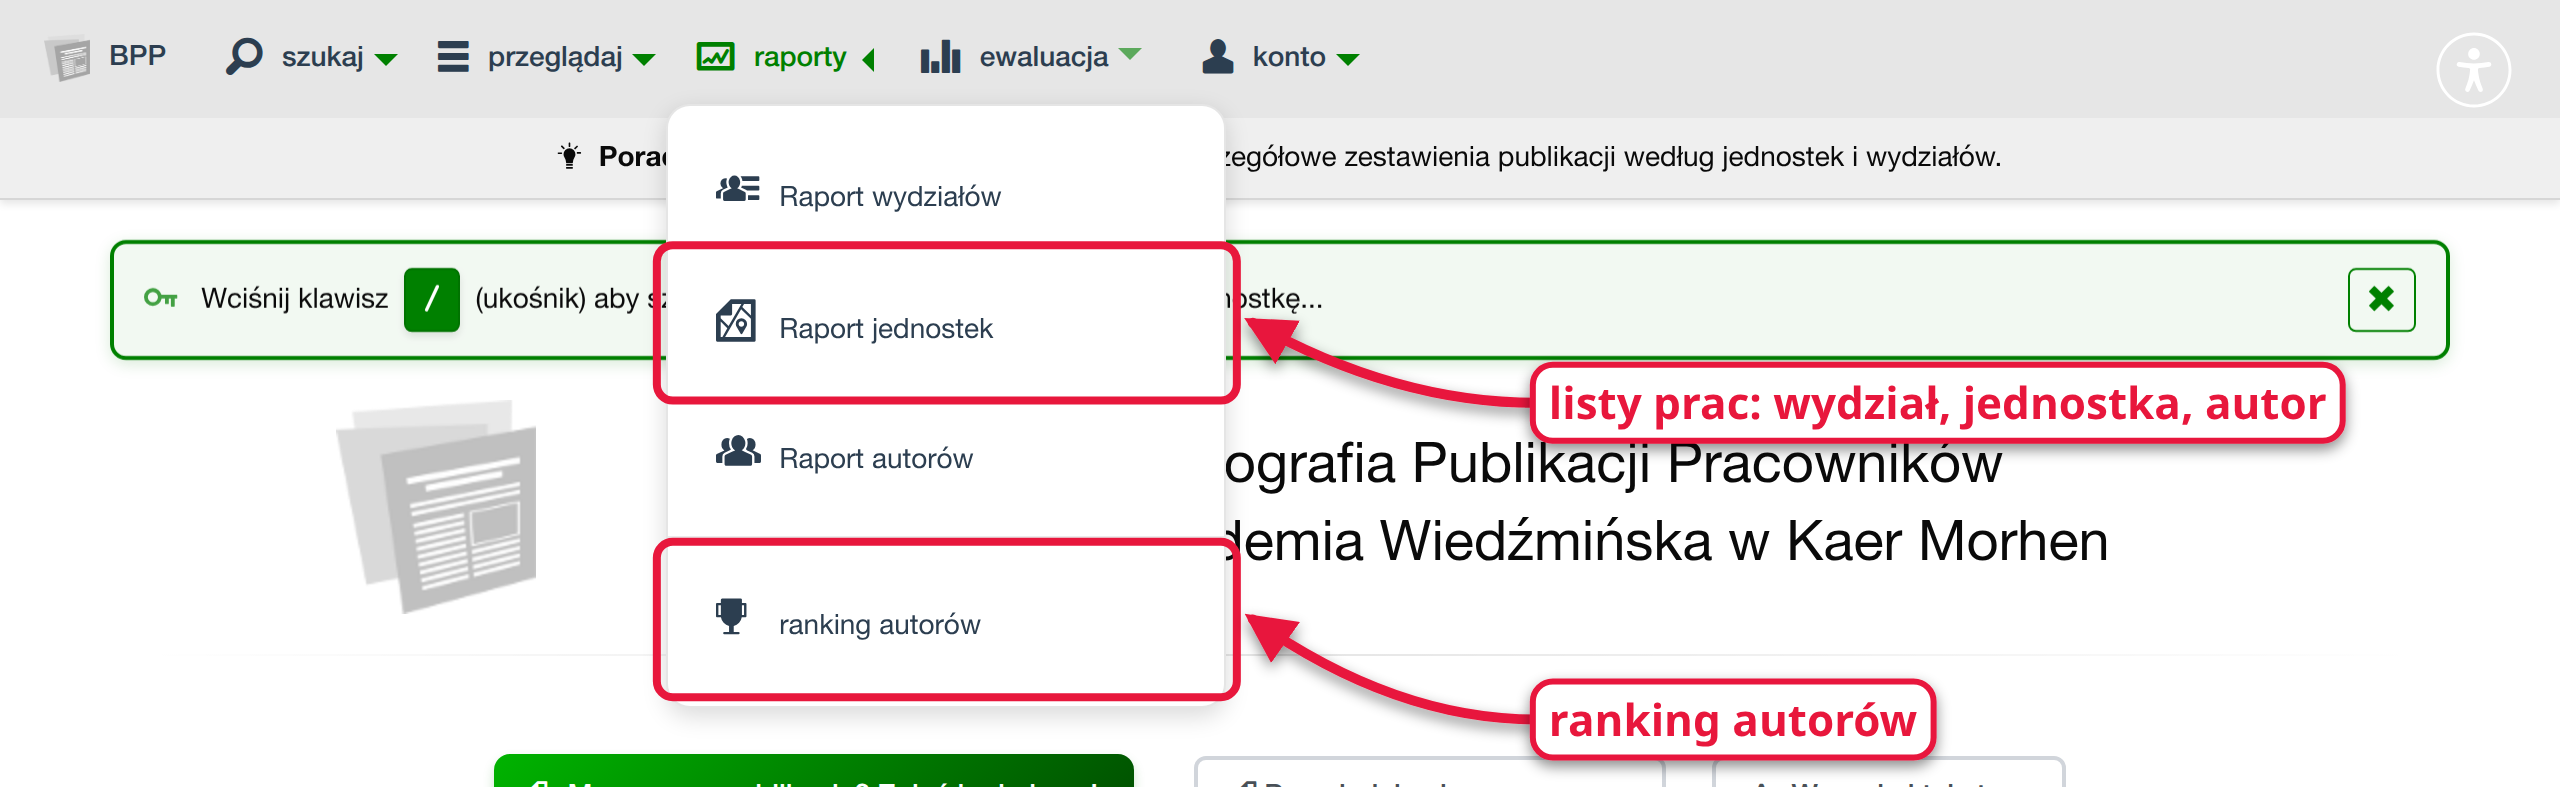 BPP szukaj przeglądaj raporty ewaluacja konto
zegółowe zestawienia publikacji według jednostek i wydziałów.
Raport wydziałów
Wciśnij klawisz / (ukośnik) aby
Raport jednostek
listy prac: wydział, jednostka, autor
Raport autorów
ografia Publikacji Pracowników
demia Wiedźmińska w Kaer Morhen
ranking autorów
ranking autorów